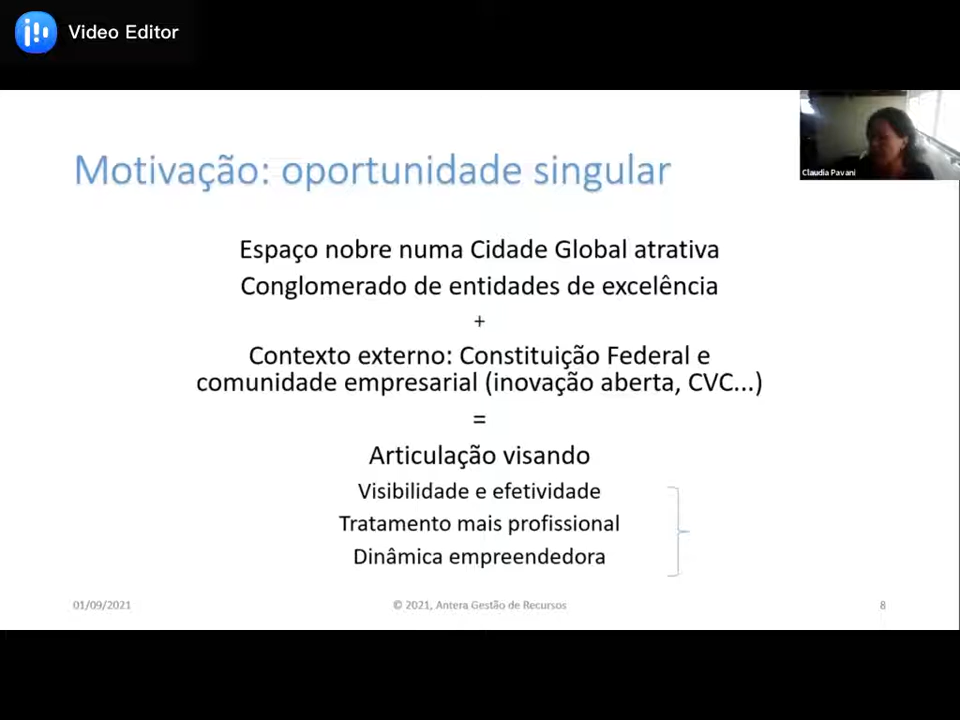 Video Editor
Claudia Pavani
Motivação: oportunidade singular
Espaço nobre numa Cidade Global atrativa
Conglomerado de entidades de excelência
+
Contexto externo: Constituição Federal e
comunidade empresarial (inovação aberta, CVC...)
=
Articulação visando
Visibilidade e efetividade
Tratamento mais profissional
Dinâmica empreendedora
01/09/2021
© 2021, Antera Gestão de Recursos
8